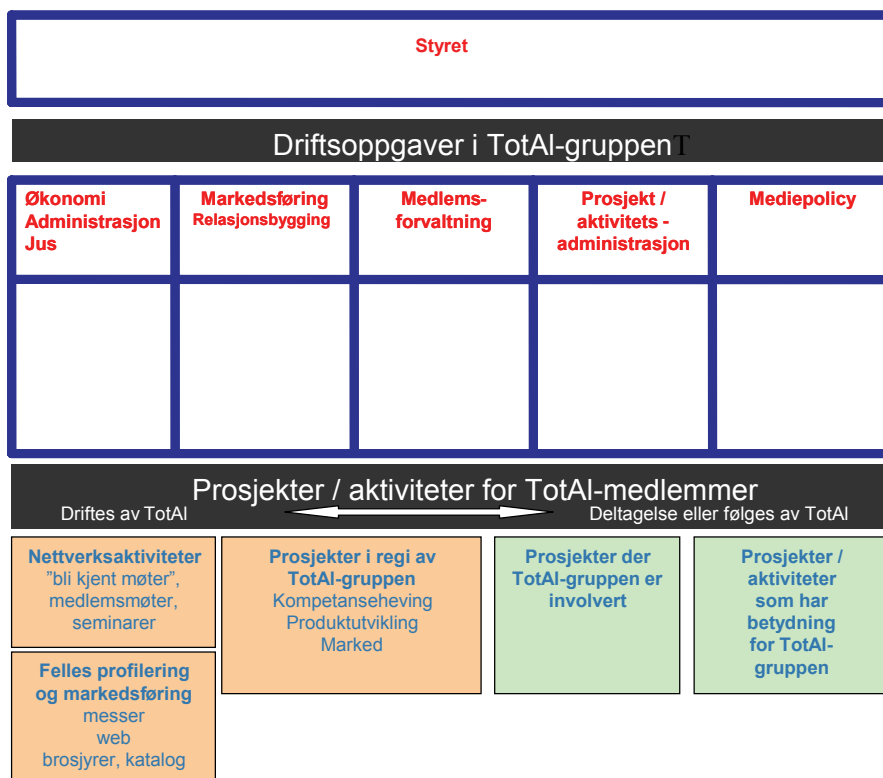 Styret
Driftsoppgaver i TotAl-gruppenT
Økonomi
Administrasjon
Jus
Markedsføring
Relasjonsbygging
Medlems-
forvaltning
Prosjekt /
aktivitets -
administrasjon
Mediepolicy
Prosjekter / aktiviteter for TotAl-medlemmer
Driftes av TotAl
Deltagelse eller følges av TotAl
Nettverksaktiviteter
”bli kjent møter”,
medlemsmøter,
seminarer
Felles profilering
og markedsføring
messer
web
brosjyrer, katalog
Prosjekter i regi av
TotAl-gruppen
Kompetanseheving
Produktutvikling
Marked
Prosjekter der
TotAl-gruppen er
involvert
Prosjekter /
aktiviteter
som har
betydning
for TotAl-
gruppen